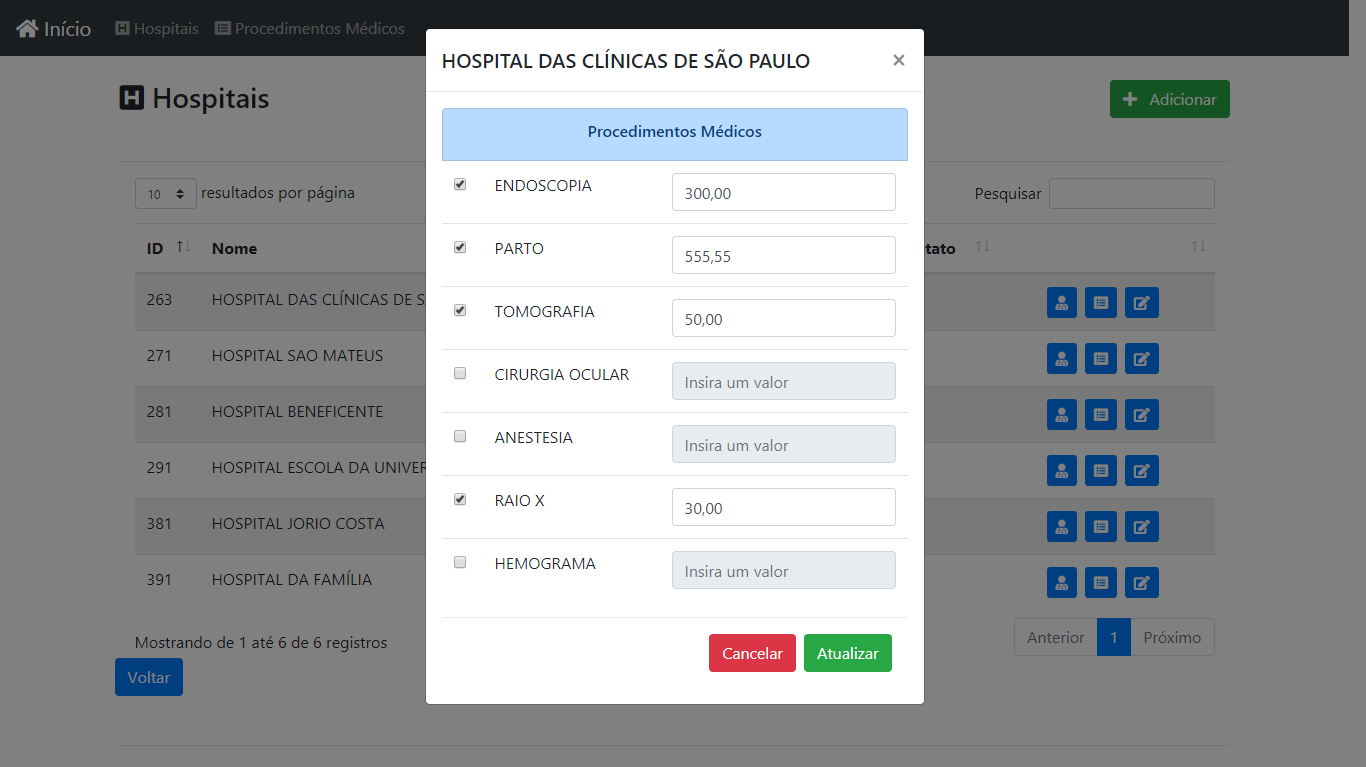 Início Hospitais Procedimentos Médicos
HOSPITAL DAS CLÍNICAS DE SÃO PAULO ×
H Hospitais
Adicionar
Procedimentos Médicos
10 resultados por página
Pesquisar
ID Nome
tato
ENDOSCOPIA 300,00
PARTO 555,55
TOMOGRAFIA 50,00
CIRURGIA OCULAR Insira um valor
ANESTESIA Insira um valor
RAIO X 30,00
HEMOGRAMA Insira um valor
Cancelar Atualizar
263 HOSPITAL DAS CLÍNICAS DE S
271 HOSPITAL SAO MATEUS
281 HOSPITAL BENEFICENTE
291 HOSPITAL ESCOLA DA UNIVER
381 HOSPITAL JORIO COSTA
391 HOSPITAL DA FAMÍLIA
Mostrando de 1 até 6 de 6 registros
Anterior 1 Próximo
Voltar